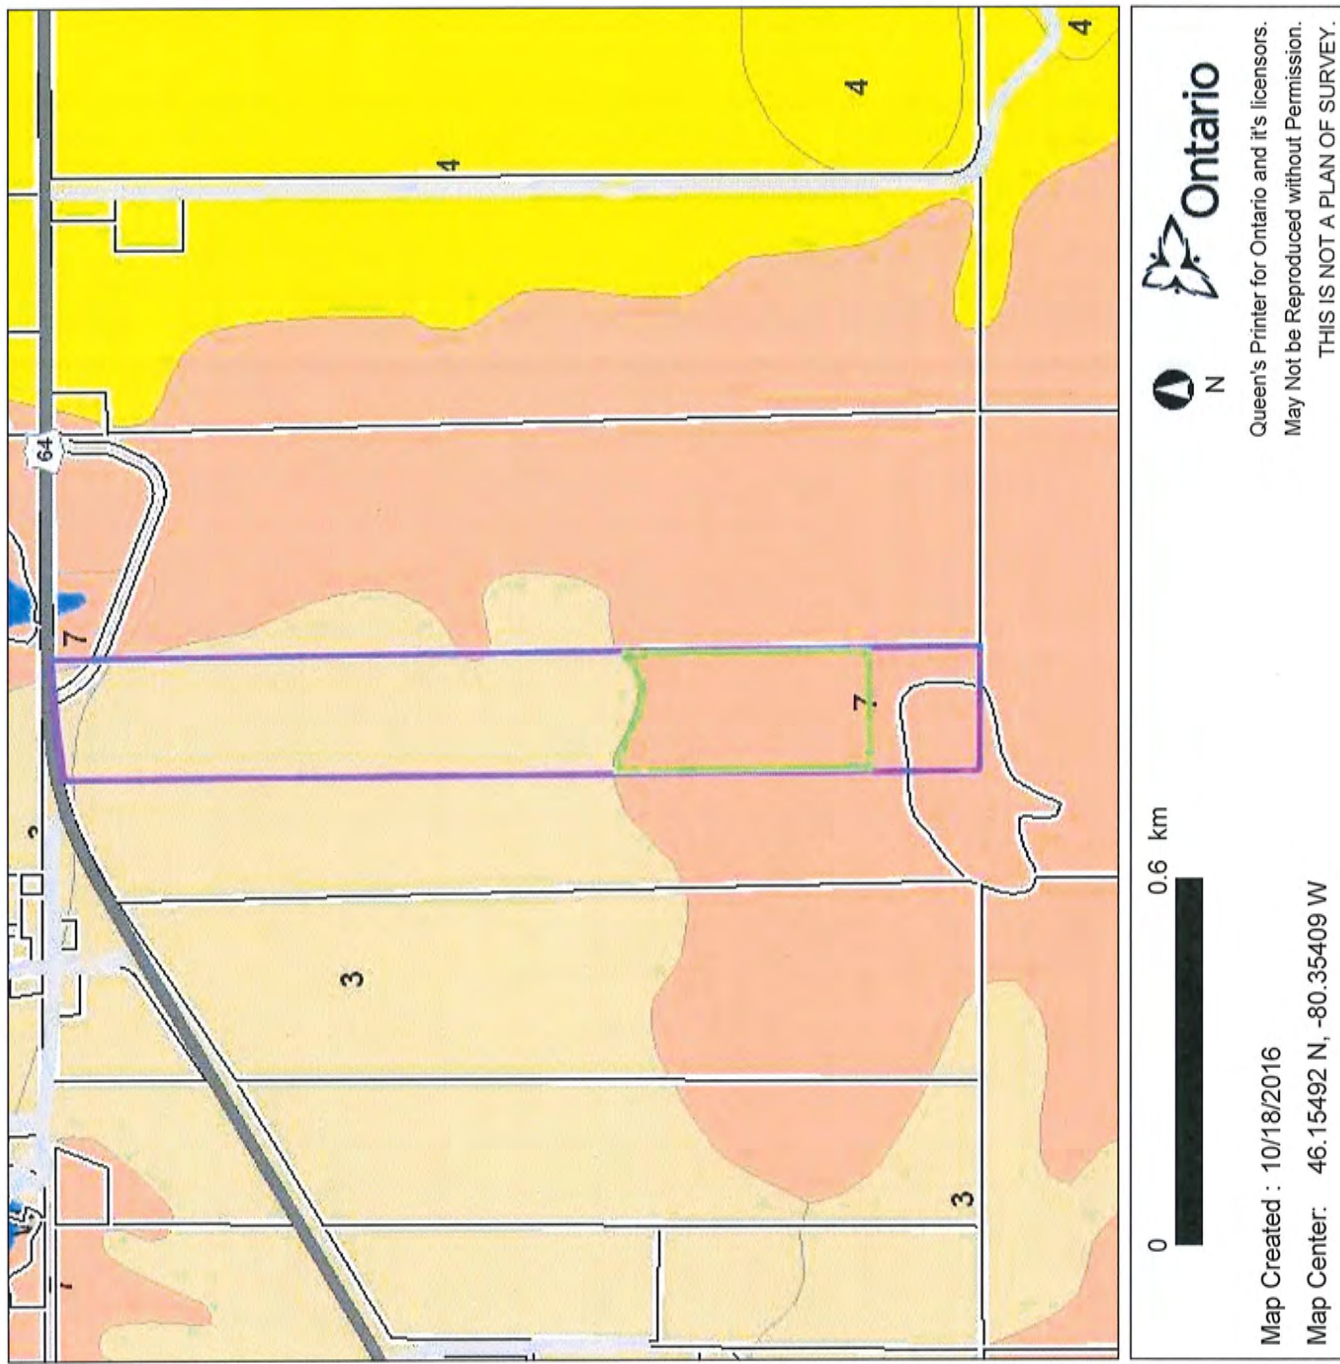 64
7
4
4
4
3
7
3
0 0.6 km
Map Created : 10/18/2016
Map Center: 46.15492 N, -80.35409 W
N
Ontario
Queen's Printer for Ontario and it's licensors.
May Not be Reproduced without Permission.
THIS IS NOT A PLAN OF SURVEY.